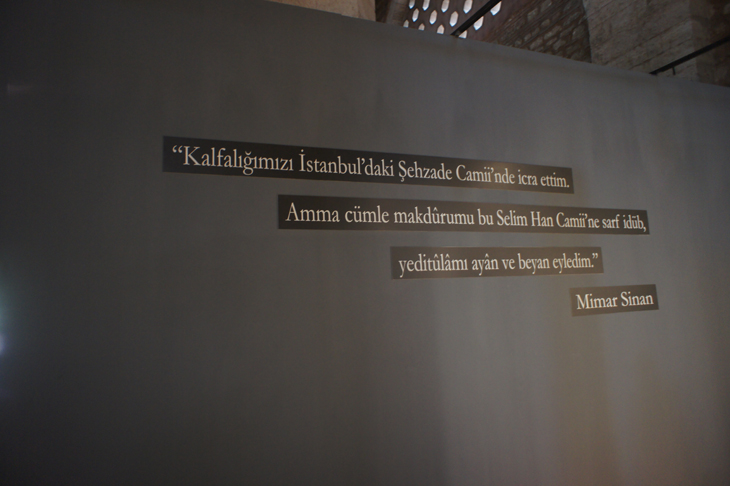 “Kalfalığımızı İstanbul’daki Şehzade Camii’nde icra ettim.
Amma cümle makdûrumu bu Selim Han Camii’ne sarf idüb,
yeditûlâmı ayân ve beyan eyledim.”
Mimar Sinan